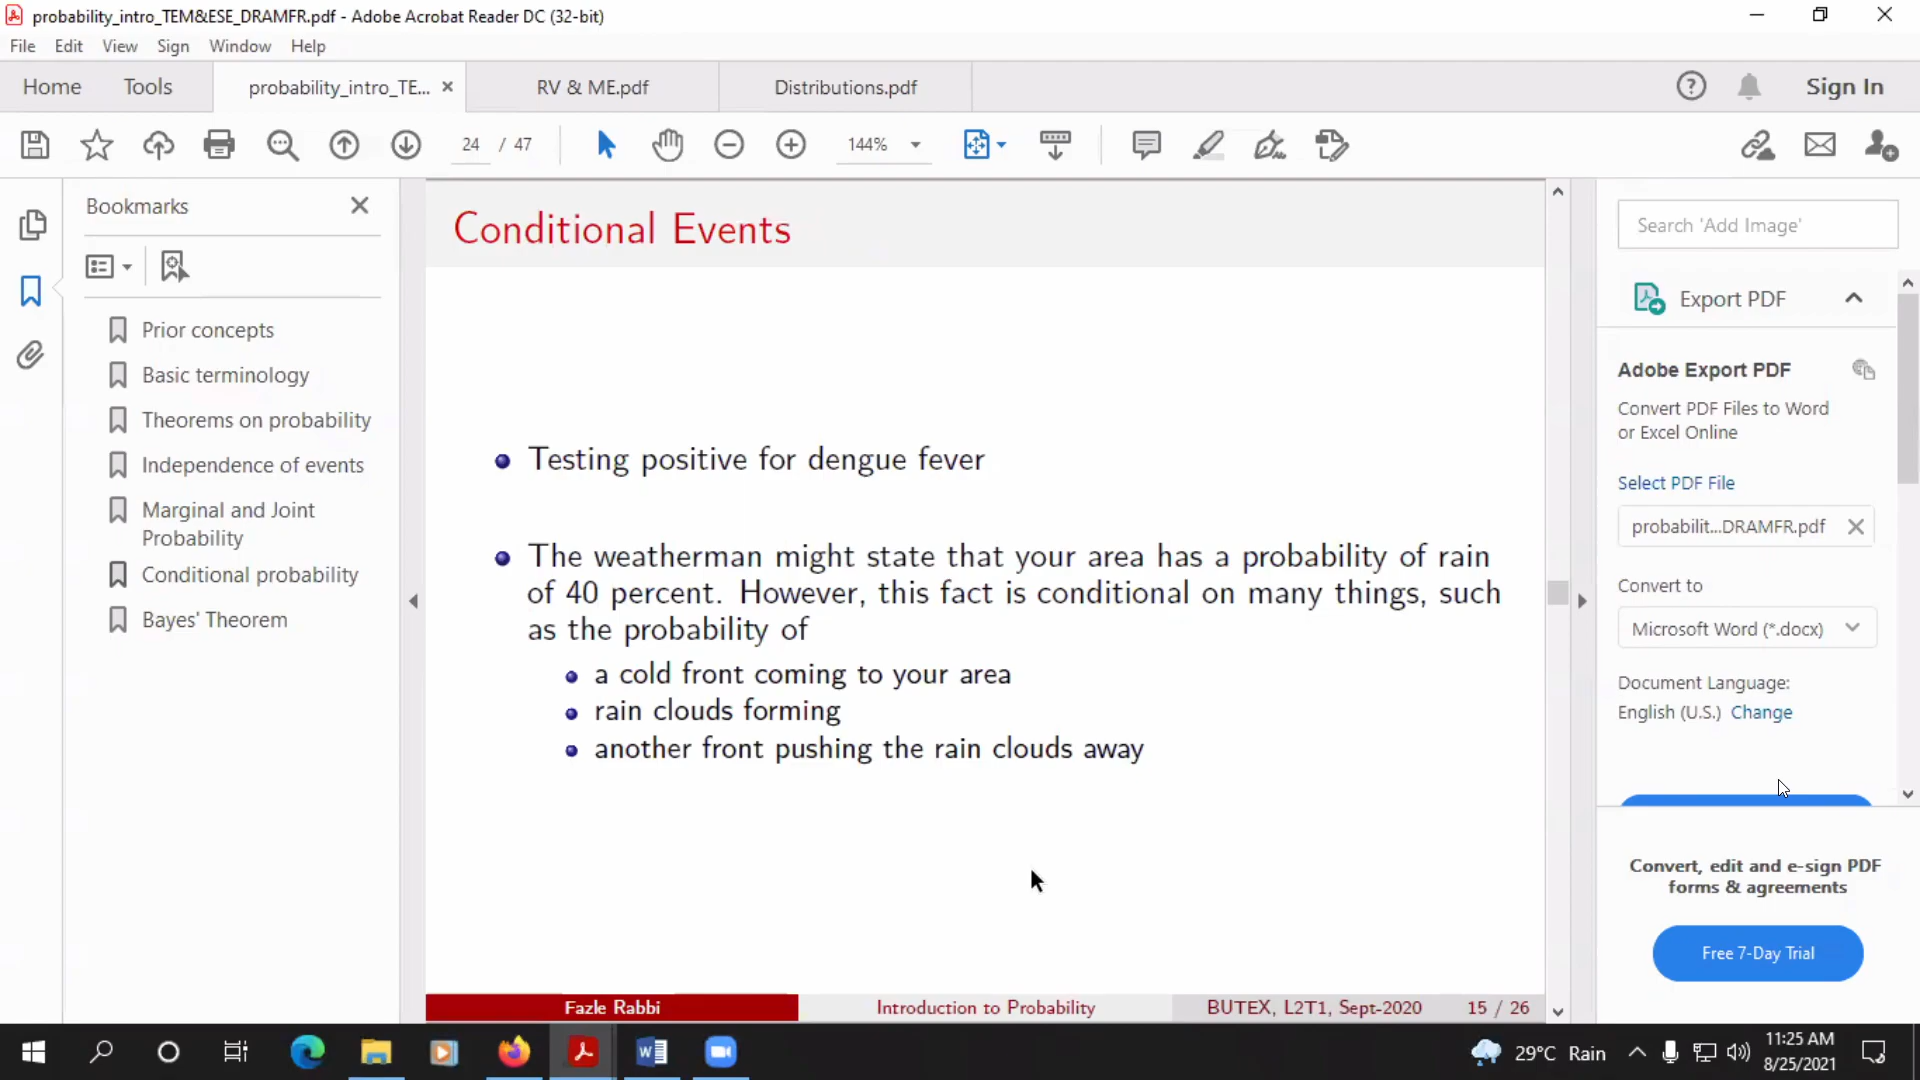 probability_intro_TEM&ESE_DRAMFR.pdf - Adobe Acrobat Reader DC (32-bit)
File Edit View Sign Window Help
Home Tools probability_intro_TE... RV & ME.pdf Distributions.pdf Sign In
24 / 47 144%
Bookmarks
Prior concepts
Basic terminology
Theorems on probability
Independence of events
Marginal and Joint
Probability
Conditional probability
Bayes' Theorem
Conditional Events
Testing positive for dengue fever
The weatherman might state that your area has a probability of rain
of 40 percent. However, this fact is conditional on many things, such
as the probability of
a cold front coming to your area
rain clouds forming
another front pushing the rain clouds away
Fazle Rabbi Introduction to Probability BUTEX, L2T1, Sept-2020 15 / 26
Search 'Add Image'
Export PDF
Adobe Export PDF
Convert PDF Files to Word
or Excel Online
Select PDF File
probabilit...DRAMFR.pdf
Convert to
Microsoft Word (*.docx)
Document Language:
English (U.S.) Change
Convert, edit and e-sign PDF
forms & agreements
Free 7-Day Trial
29°C Rain
11:25 AM
8/25/2021